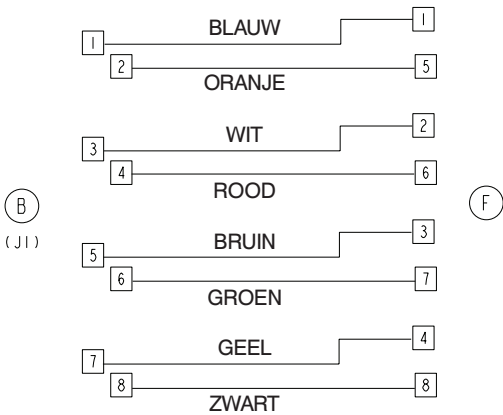 BLAUW 1
1
2 5
ORANJE
WIT 2
3
4 6
ROOD
B F
(J1)
BRUIN 3
5
6 7
GROEN
GEEL 4
7
8 8
ZWART